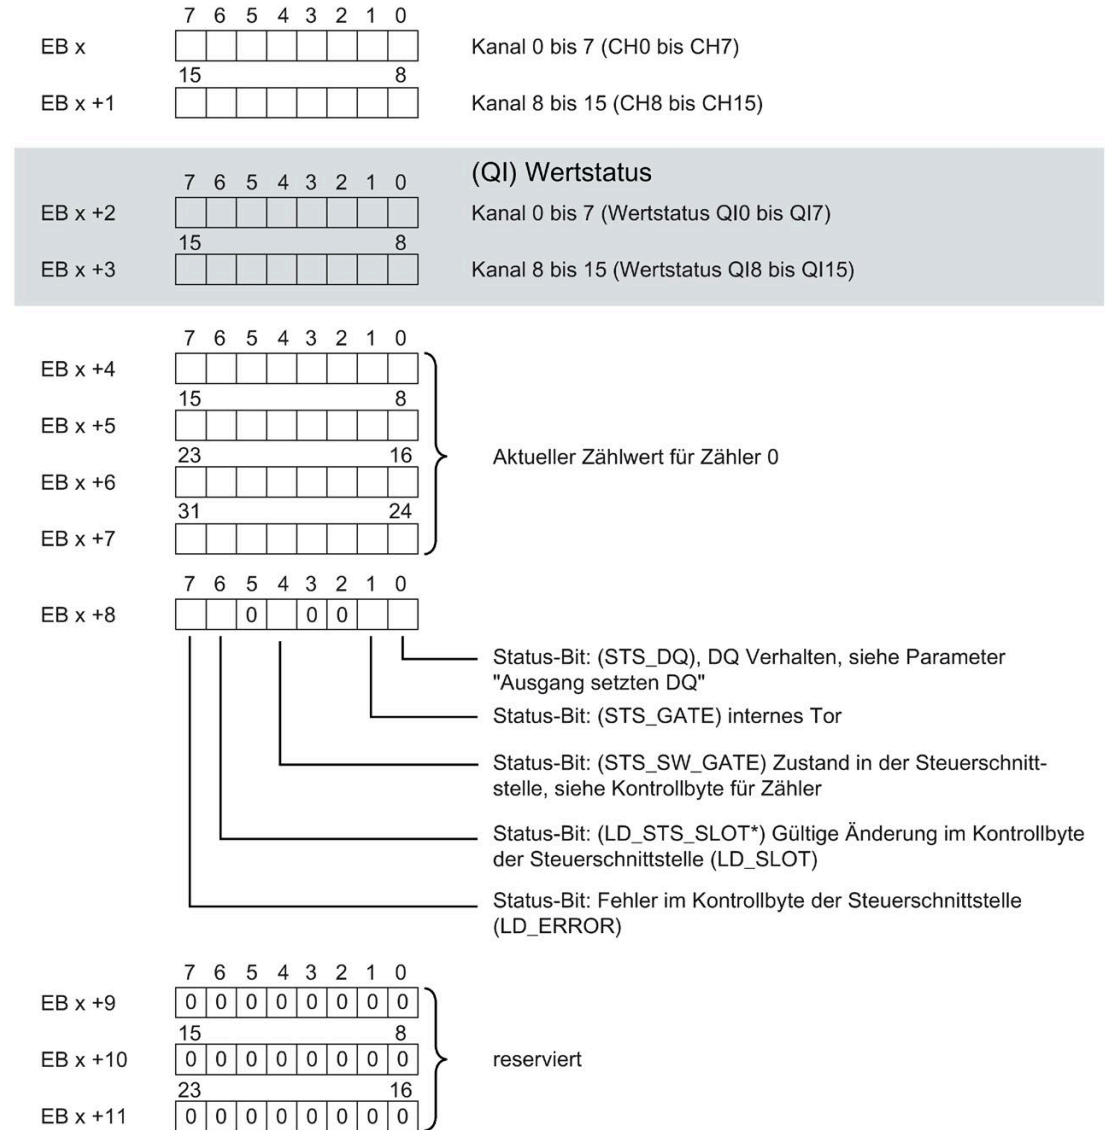 7 6 5 4 3 2 1 0
EB x Kanal 0 bis 7 (CH0 bis CH7)
15 8
EB x +1 Kanal 8 bis 15 (CH8 bis CH15)
(QI) Wertstatus
7 6 5 4 3 2 1 0
EB x +2 Kanal 0 bis 7 (Wertstatus QI0 bis QI7)
15 8
EB x +3 Kanal 8 bis 15 (Wertstatus QI8 bis QI15)
7 6 5 4 3 2 1 0
EB x +4
15 8
EB x +5
23 16
Aktueller Zählwert für Zähler 0
EB x +6
31 24
EB x +7
7 6 5 4 3 2 1 0
EB x +8 0 0 0
Status-Bit: (STS_DQ), DQ Verhalten, siehe Parameter
"Ausgang setzten DQ"
Status-Bit: (STS_GATE) internes Tor
Status-Bit: (STS_SW_GATE) Zustand in der Steuerschnitt-
stelle, siehe Kontrollbyte für Zähler
Status-Bit: (LD_STS_SLOT*) Gültige Änderung im Kontrollbyte
der Steuerschnittstelle (LD_SLOT)
Status-Bit: Fehler im Kontrollbyte der Steuerschnittstelle
(LD_ERROR)
7 6 5 4 3 2 1 0
EB x +9 0 0 0 0 0 0 0 0
15 8
EB x +10 0 0 0 0 0 0 0 0 reserviert
23 16
EB x +11 0 0 0 0 0 0 0 0